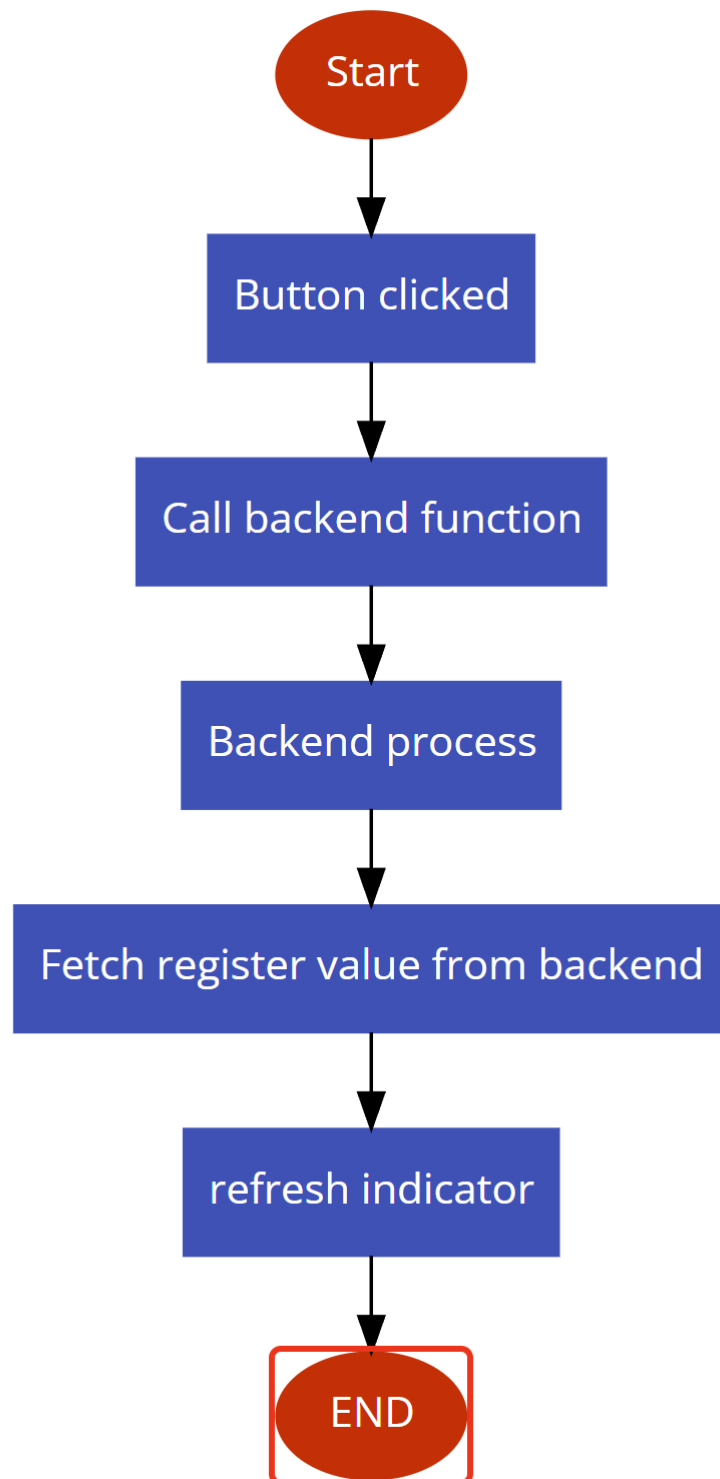 Start
Button clicked
Call backend function
Backend process
Fetch register value from backend
refresh indicator
END